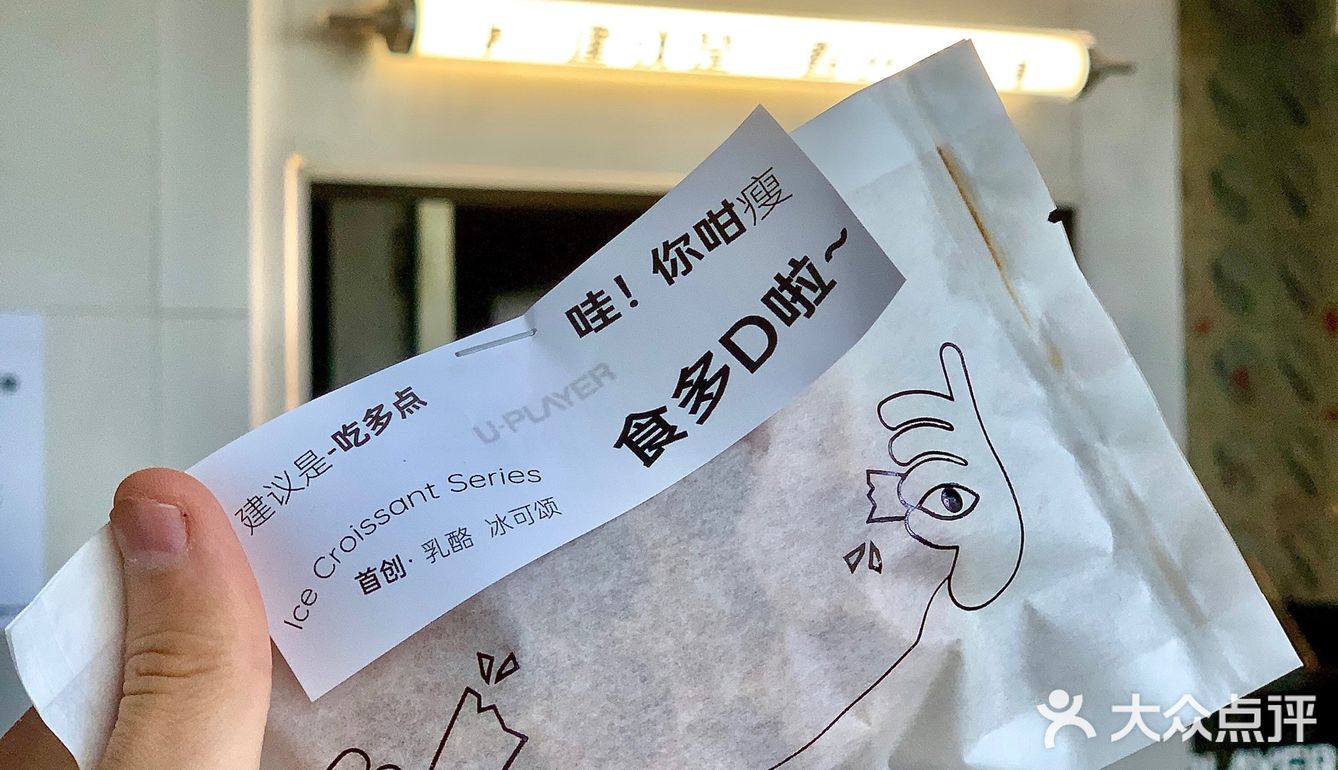 哇！你咁瘦
食多D啦~
U-PLAYER
建议是-吃多点
Ice Croissant Series
首创·乳酪 冰可颂
大众点评
PLAYER